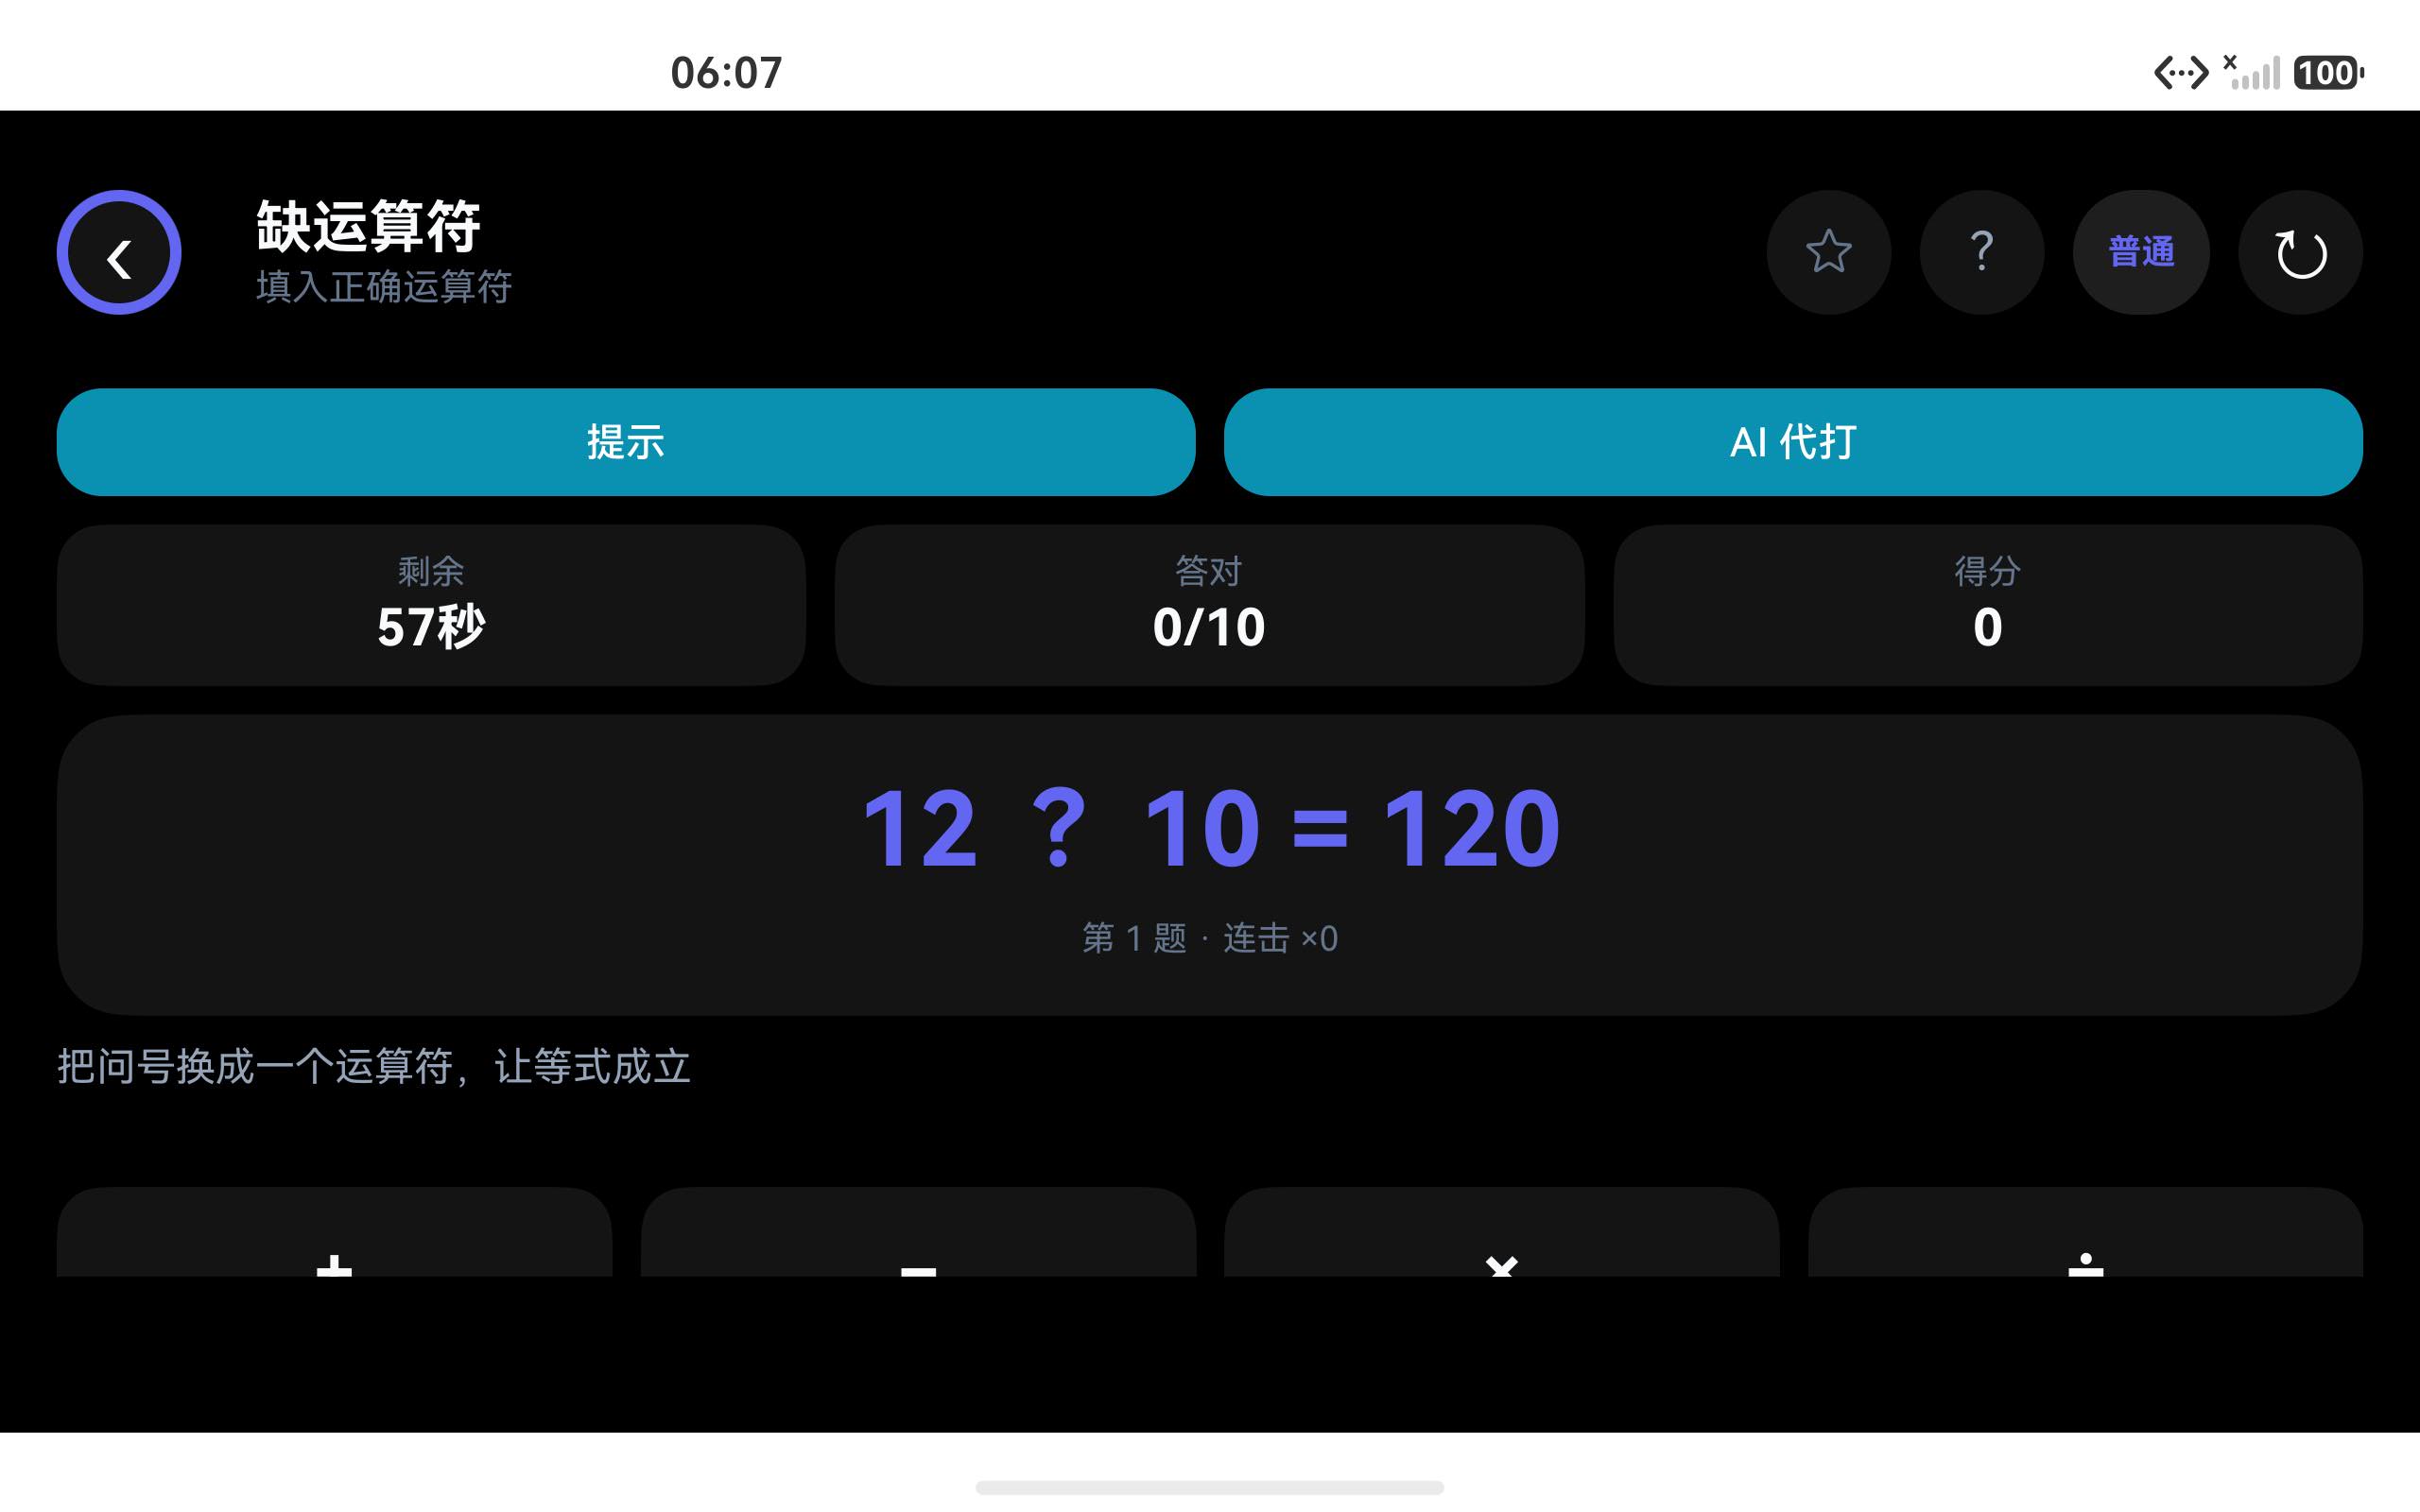 06:07
100
缺运算符
填入正确运算符
?
普通
提示
AI 代打
剩余
57秒
答对
0/10
得分
0
12 ? 10 = 120
第 1 题 · 连击 ×0
把问号换成一个运算符，让等式成立
+
−
×
÷